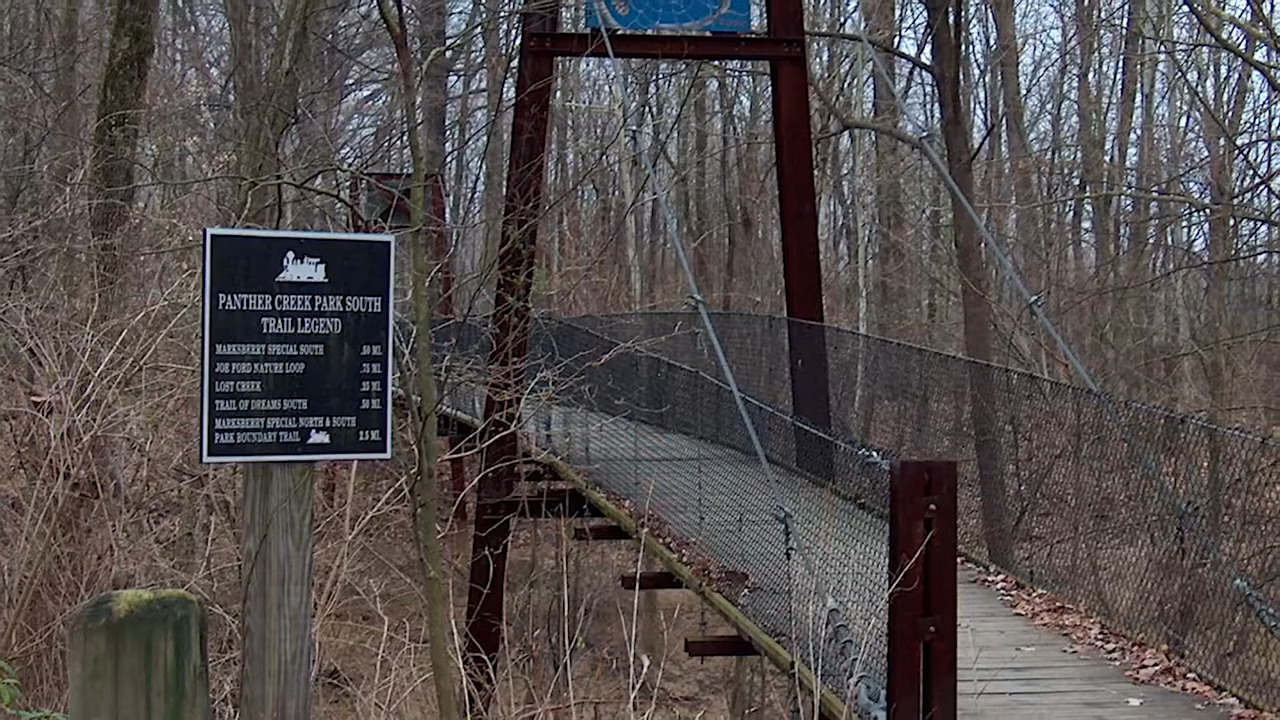 PANTHER CREEK PARK SOUTH
TRAIL LEGEND
MARKSBERRY SPECIAL SOUTH .50 MI.
JOE FORD NATURE LOOP .75 MI.
LOST CREEK .25 MI.
TRAIL OF DREAMS SOUTH .50 MI.
MARKSBERRY SPECIAL NORTH & SOUTH
PARK BOUNDARY TRAIL 2.5 MI.